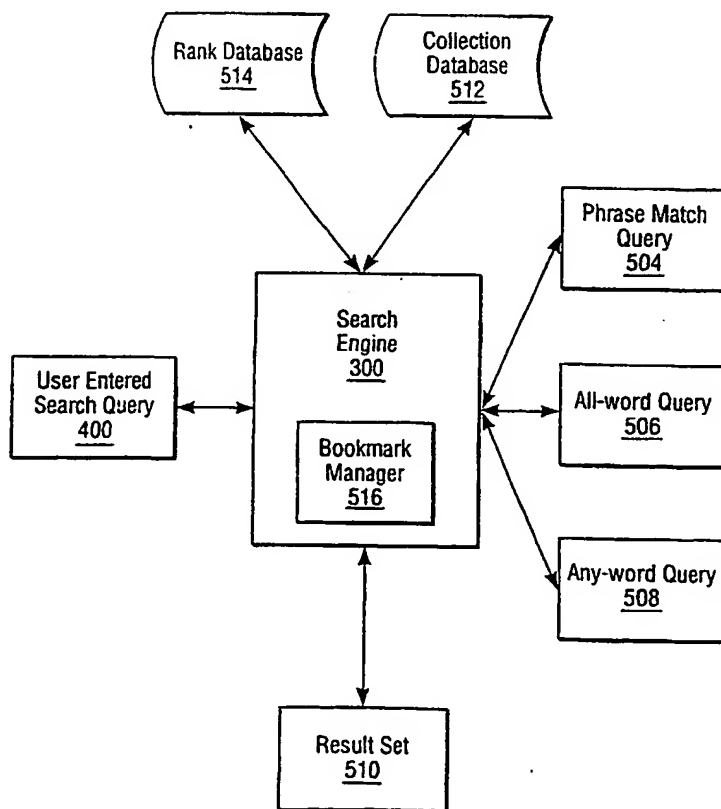 Rank Database
514
Collection
Database
512
Phrase Match
Query
504
Search
Engine
300
User Entered
Search Query
400
All-word Query
506
Bookmark
Manager
516
Any-word Query
508
Result Set
510